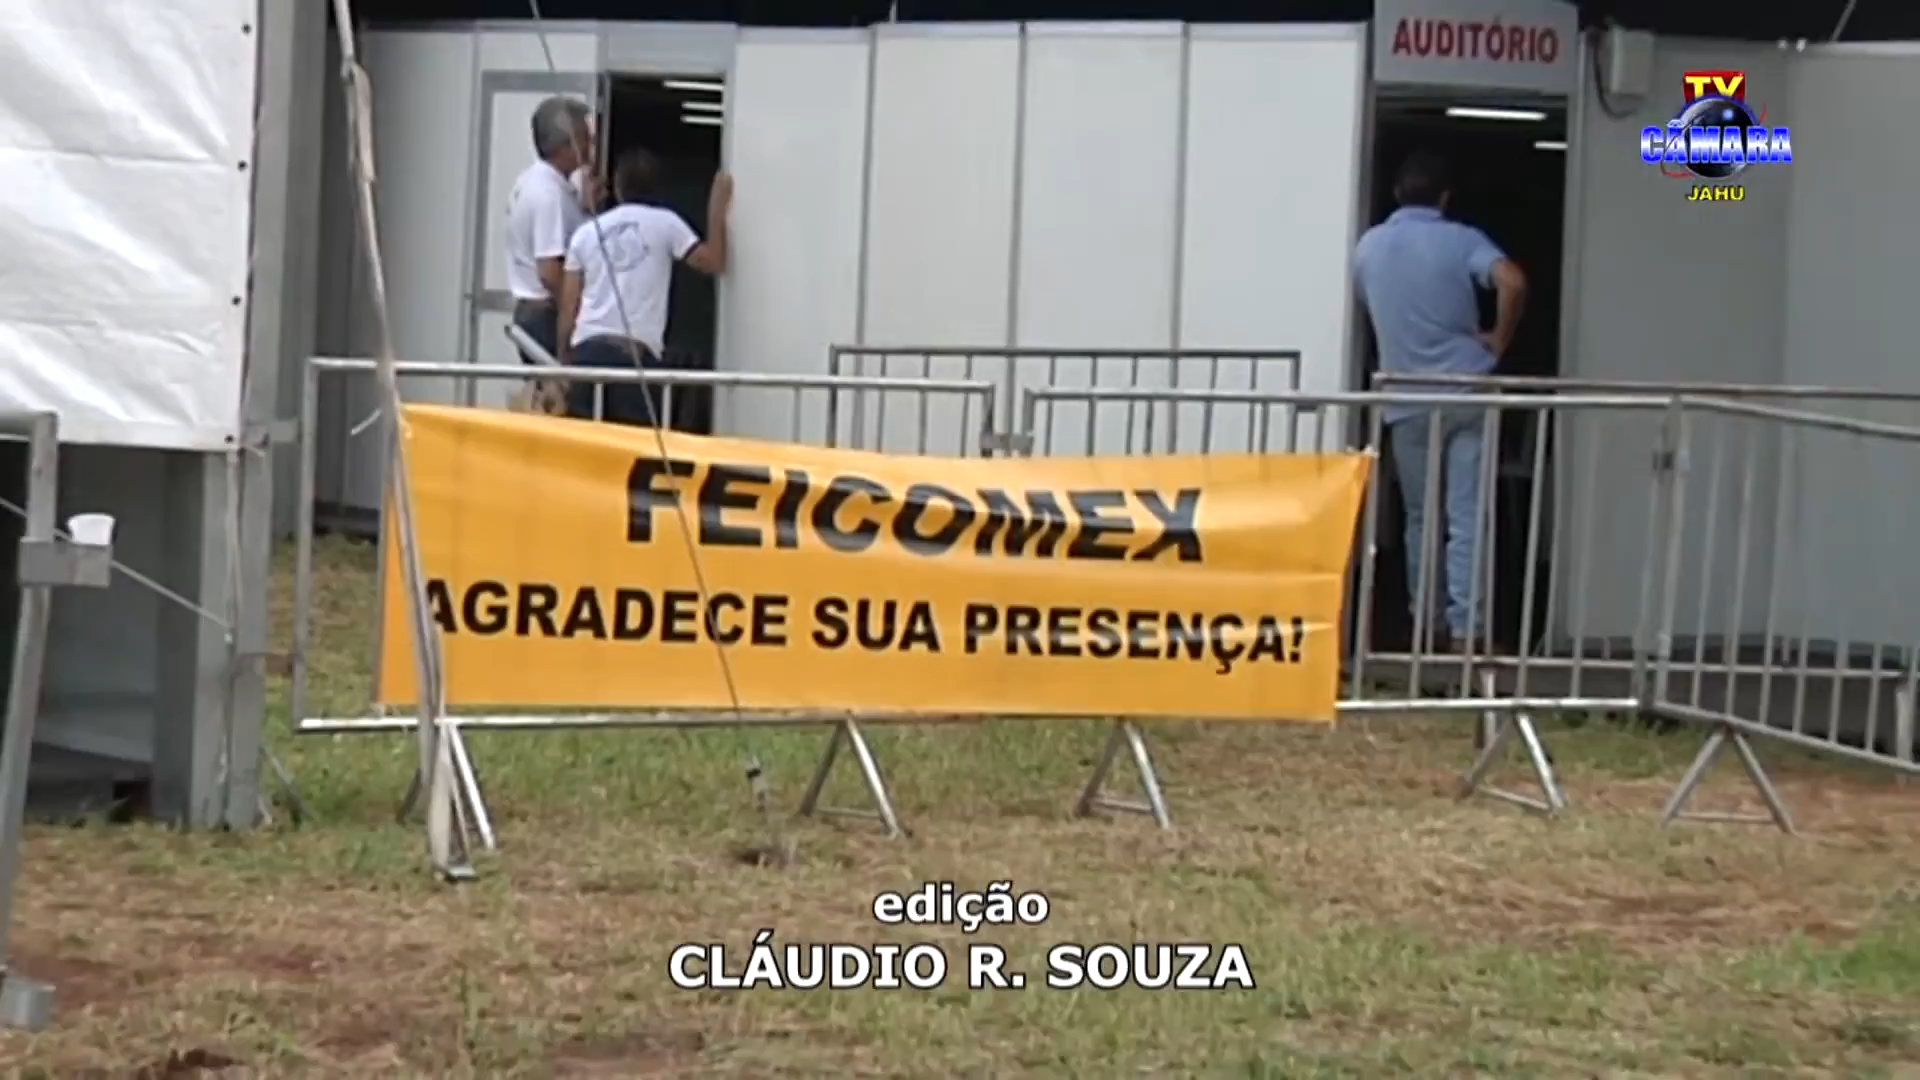 AUDITÓRIO
TV
CÂMARA
JAHU
FEICOMEX
AGRADECE SUA PRESENÇA!
edição
CLÁUDIO R. SOUZA